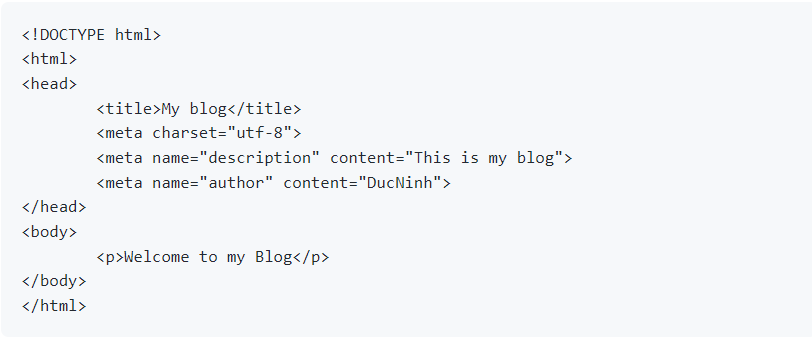 <!DOCTYPE html>
<html>
<head>
        <title>My blog</title>
        <meta charset="utf-8">
        <meta name="description" content="This is my blog">
        <meta name="author" content="DucNinh">
</head>
<body>
        <p>Welcome to my Blog</p>
</body>
</html>